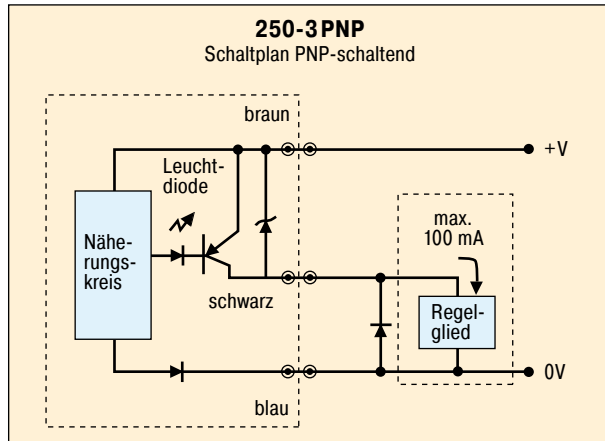 250-3 PNP
Schaltplan PNP-schaltend
braun
+V
Leucht-
diode
max.
100 mA
Nähe-
rungs-
kreis
schwarz
Regel-
glied
0V
blau